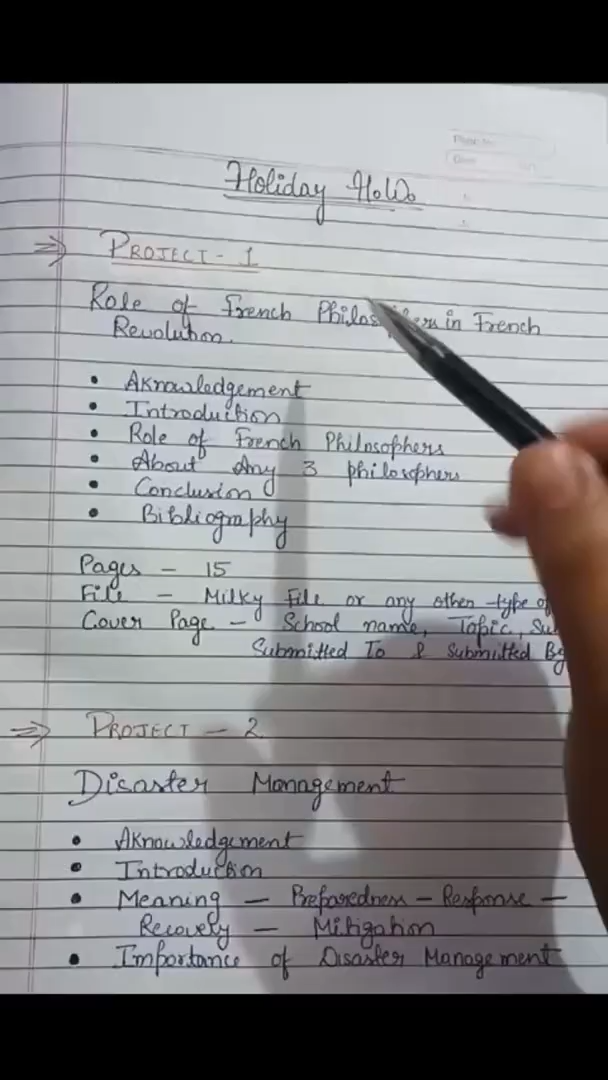 Holiday H.W.
⇒ PROJECT - 1
Role of French Philosophers in French
Revolution.
• Aknowledgement
• Introduction
• Role of French Philosophers
• About Any 3 philosophers
• Conclusion
• Bibliography
Pages - 15
File - Milky File or any other type of
Cover Page - School name, Topic,
Submitted To & Submitted By
⇒ PROJECT - 2
Disaster Management
• Aknowledgement
• Introduction
• Meaning - Preparedness - Response -
Recovery - Mitigation
• Importance of Disaster Management